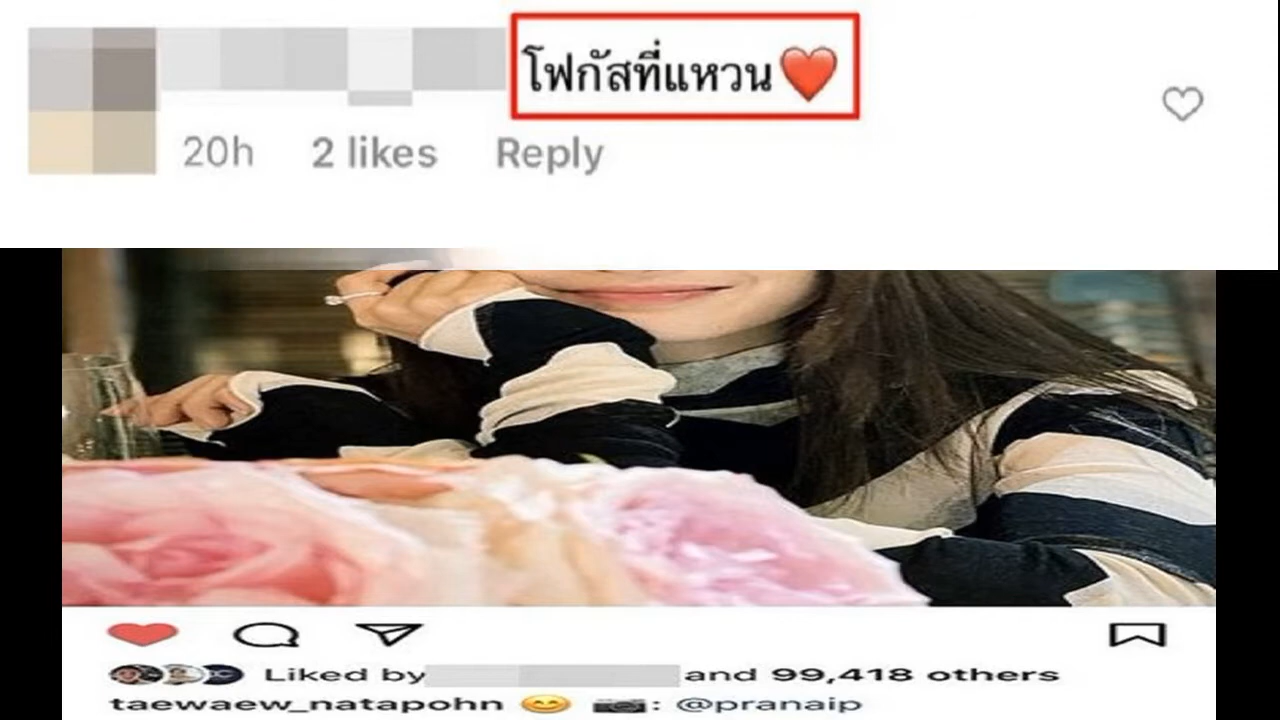 โฟกัสที่แหวน❤️
20h 2 likes Reply
Liked by and 99,418 others
taewaew_natapohn 😊 📷: @pranaip